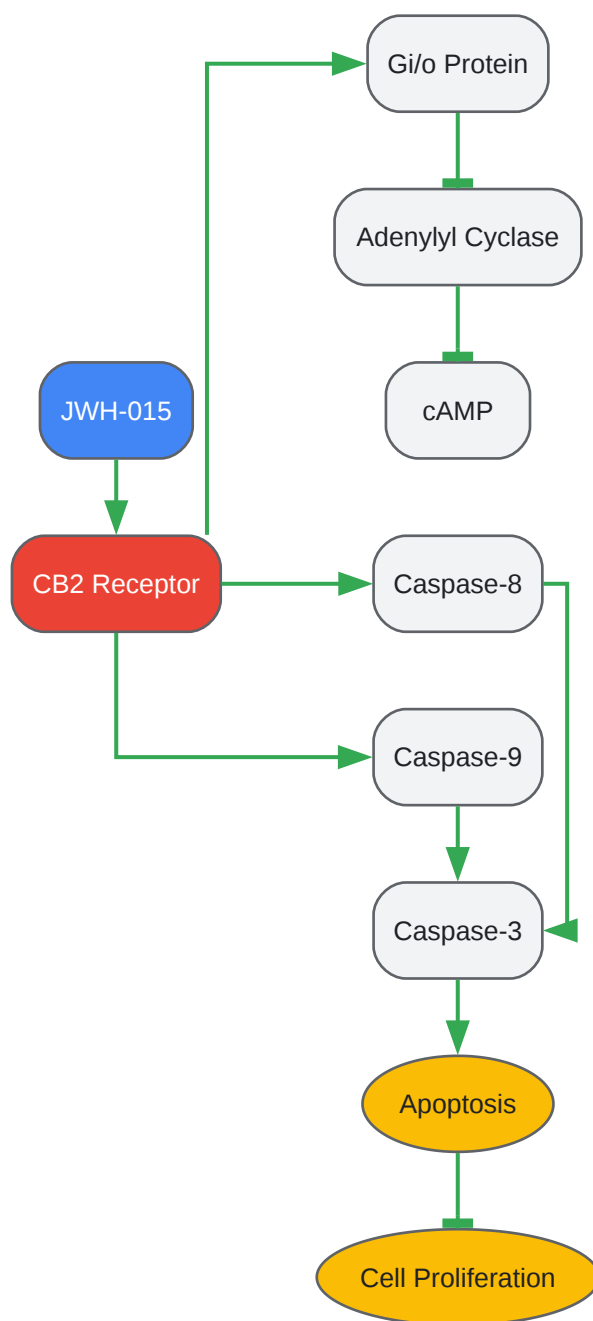 Gi/o Protein
Adenylyl Cyclase
cAMP
JWH-015
CB2 Receptor
Caspase-8
Caspase-9
Caspase-3
Apoptosis
Cell Proliferation